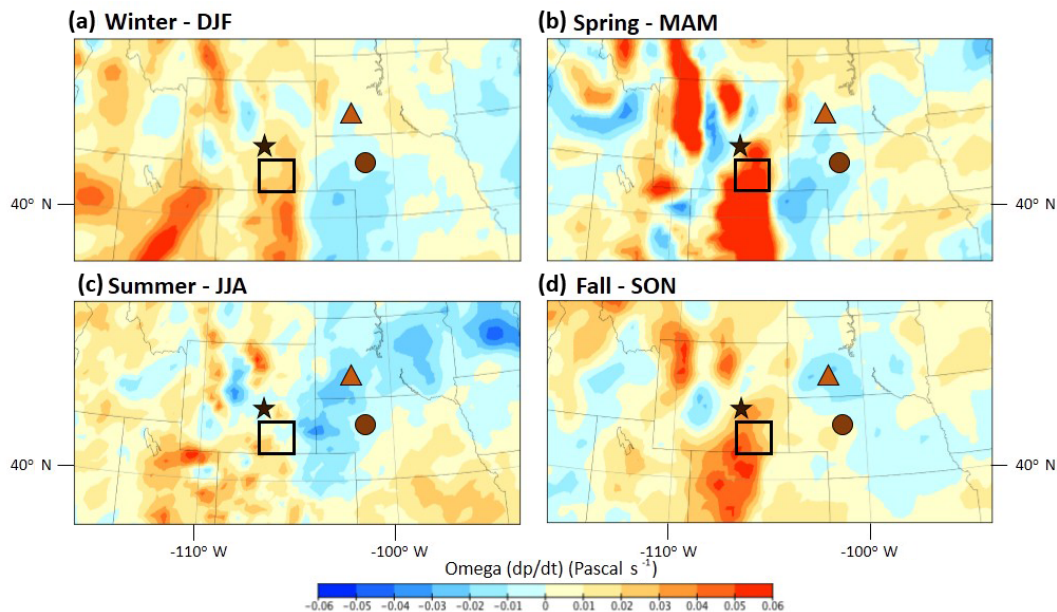 (a) Winter - DJF
(b) Spring - MAM
40° N
40° N
(c) Summer - JJA
(d) Fall - SON
40° N
40° N
-110° W
-100° W
-110° W
-100° W
Omega (dp/dt) (Pascal s⁻¹)
-0.06 -0.05 -0.04 -0.03 -0.02 -0.01 0 0.01 0.02 0.03 0.04 0.05 0.06